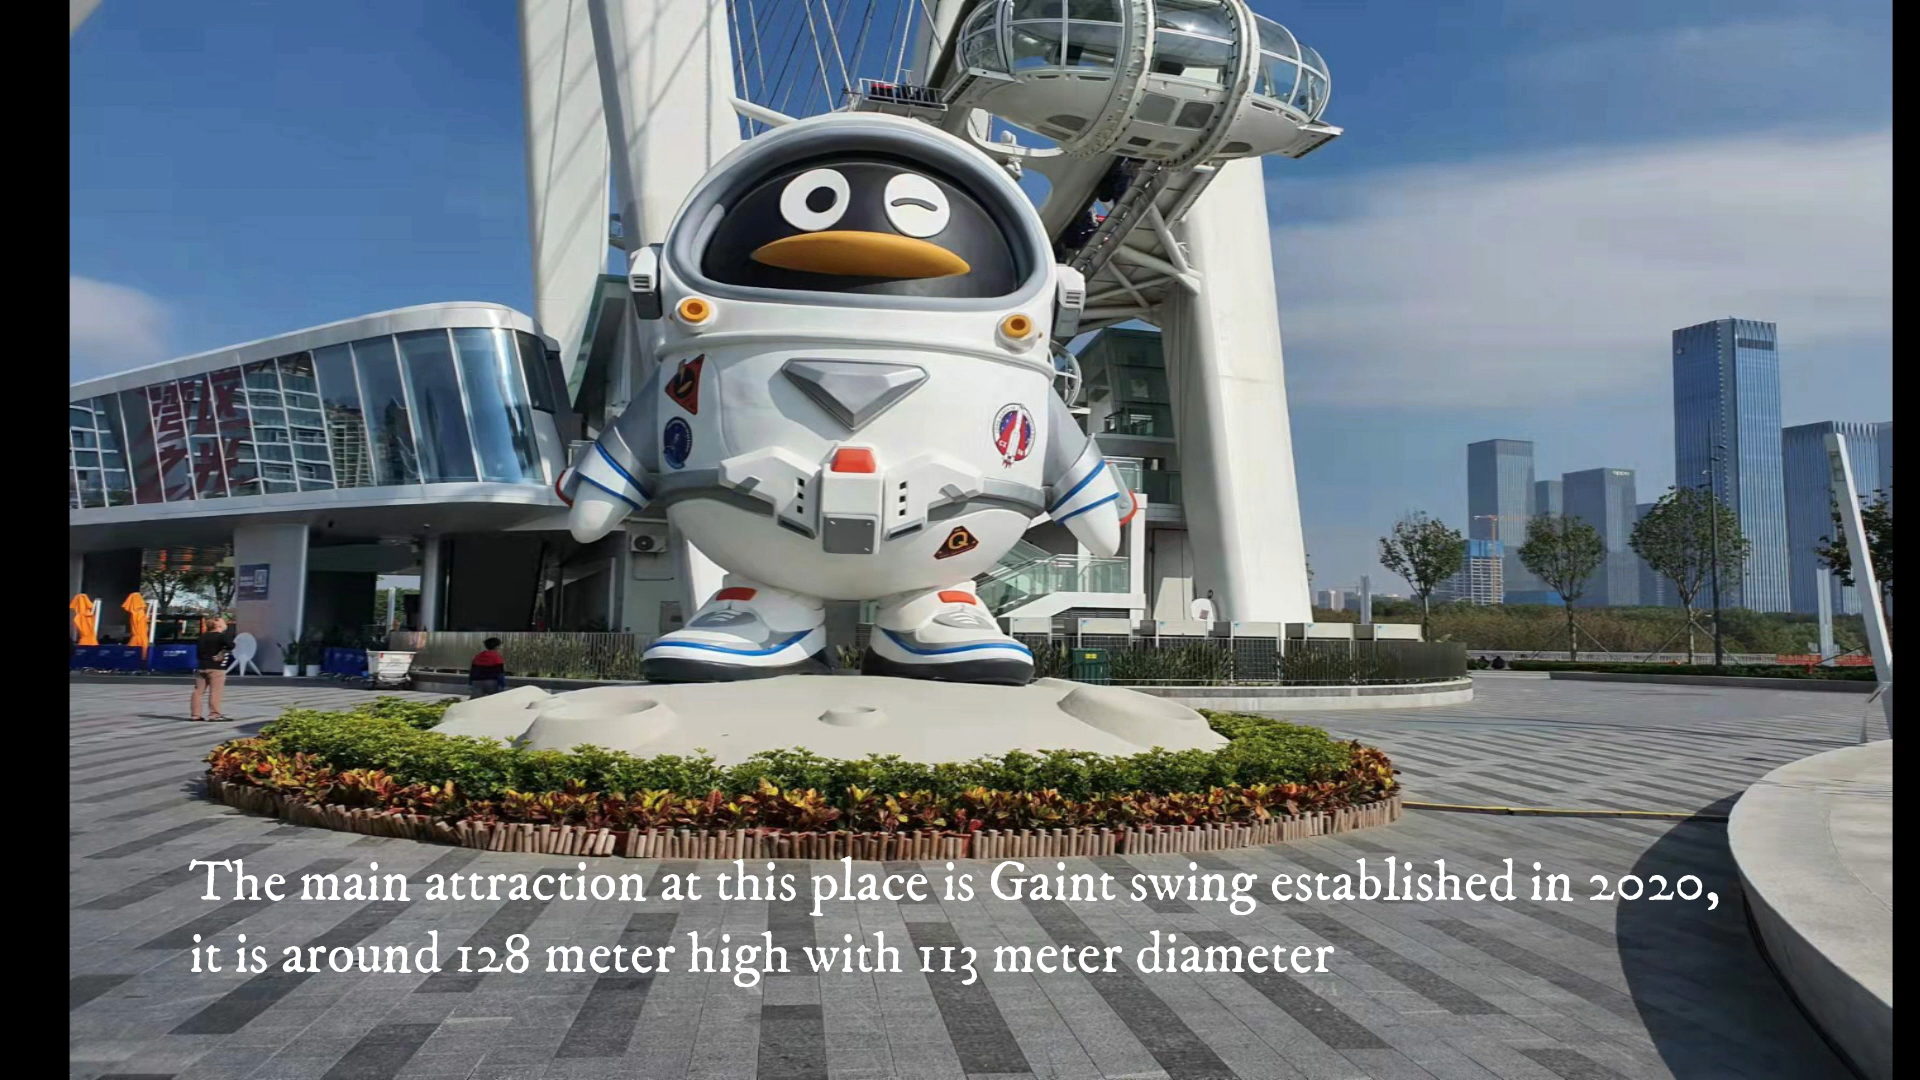 The main attraction at this place is Gaint swing established in 2020,
it is around 128 meter high with 113 meter diameter
Q